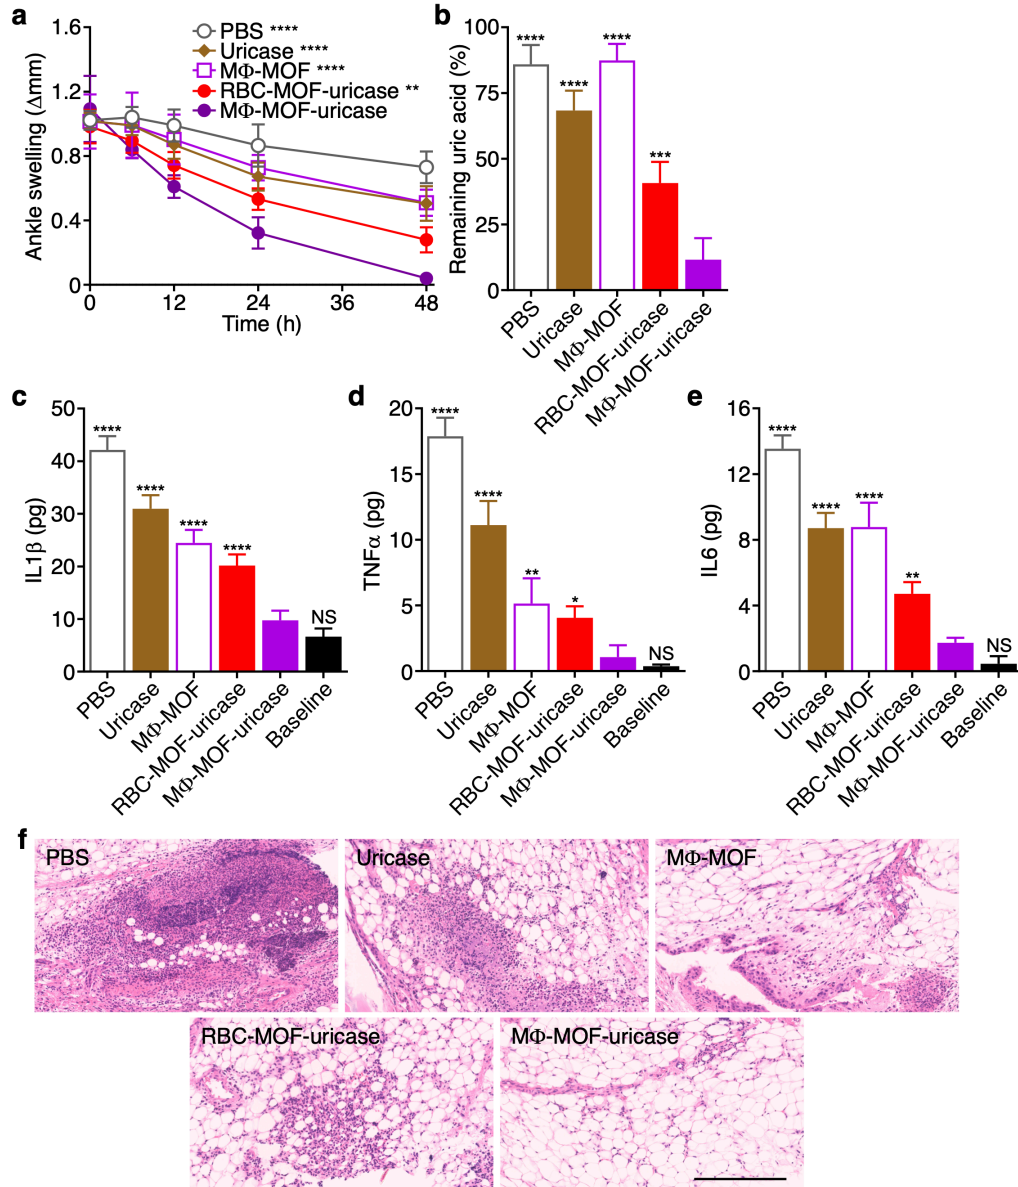 a
1.6
1.2
0.8
0.4
0
Ankle swelling (Δmm)
0 12 24 36 48
Time (h)
PBS ****
Uricase ****
MΦ-MOF ****
RBC-MOF-uricase **
MΦ-MOF-uricase
b
100
75
50
25
0
Remaining uric acid (%)
**** **** **** ***
PBS
Uricase
MΦ-MOF
RBC-MOF-uricase
MΦ-MOF-uricase
c
50
40
30
20
10
0
IL1β (pg)
**** **** **** **** NS
PBS
Uricase
MΦ-MOF
RBC-MOF-uricase
MΦ-MOF-uricase
Baseline
d
20
15
10
5
0
TNFα (pg)
**** **** ** * NS
PBS
Uricase
MΦ-MOF
RBC-MOF-uricase
MΦ-MOF-uricase
Baseline
e
16
12
8
4
0
IL6 (pg)
**** **** **** ** NS
PBS
Uricase
MΦ-MOF
RBC-MOF-uricase
MΦ-MOF-uricase
Baseline
f
PBS
Uricase
MΦ-MOF
RBC-MOF-uricase
MΦ-MOF-uricase